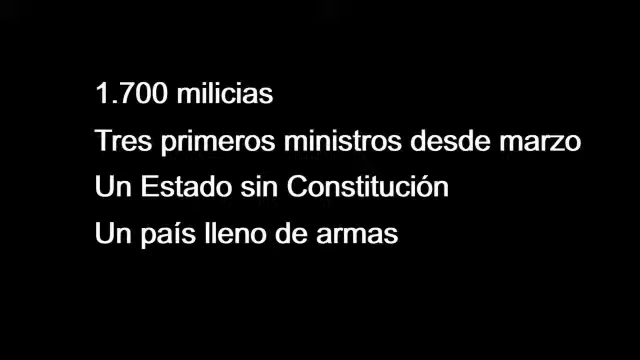 1.700 milicias
Tres primeros ministros desde marzo
Un Estado sin Constitución
Un país lleno de armas